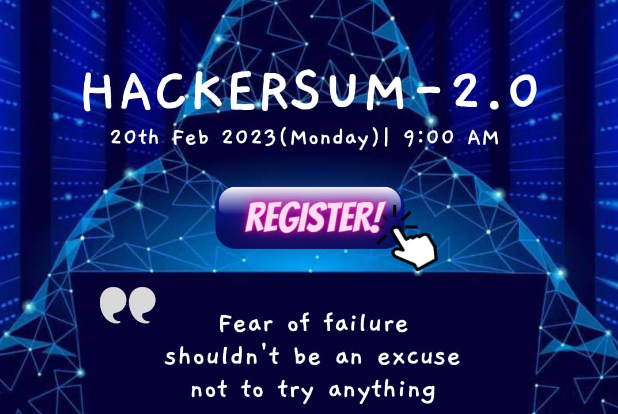 HACKERSUM-2.0
20th Feb 2023(Monday)| 9:00 AM
REGISTER!
Fear of failure
shouldn't be an excuse
not to try anything